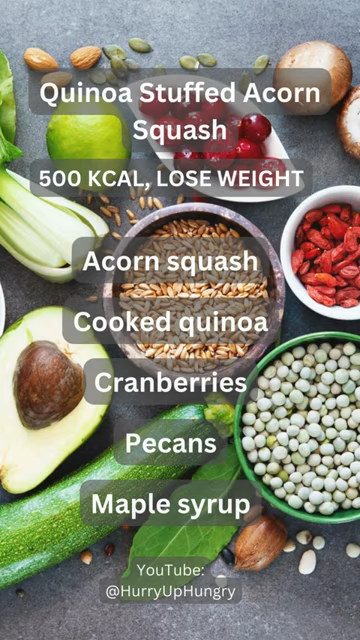 Quinoa Stuffed Acorn
Squash
500 KCAL, LOSE WEIGHT
Acorn squash
Cooked quinoa
Cranberries
Pecans
Maple syrup
YouTube:
@HurryUpHungry